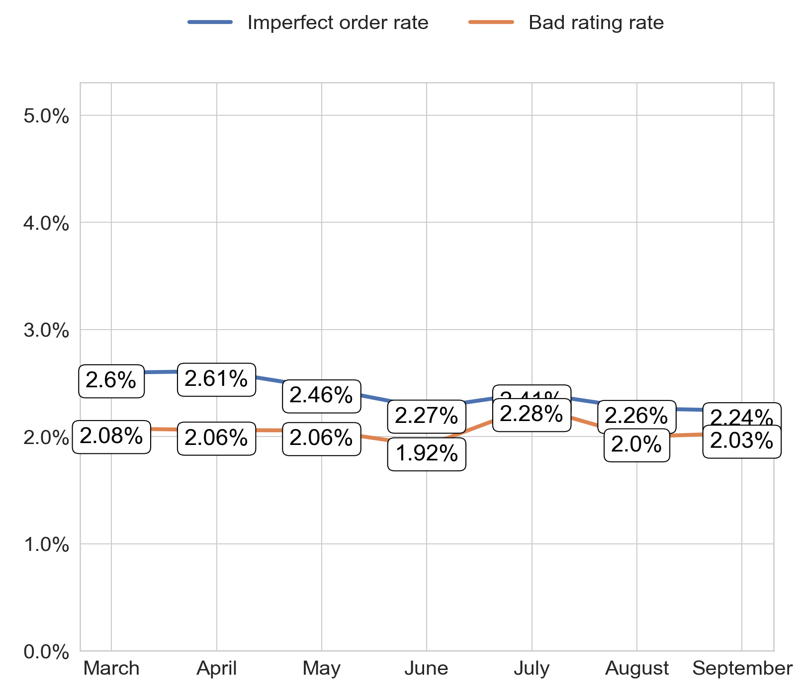 Imperfect order rate Bad rating rate
5.0%
4.0%
3.0%
2.6% 2.61% 2.46% 2.27% 2.41% 2.28% 2.26% 2.24%
2.0% 2.08% 2.06% 2.06% 1.92% 2.0% 2.03%
1.0%
0.0%
March April May June July August September